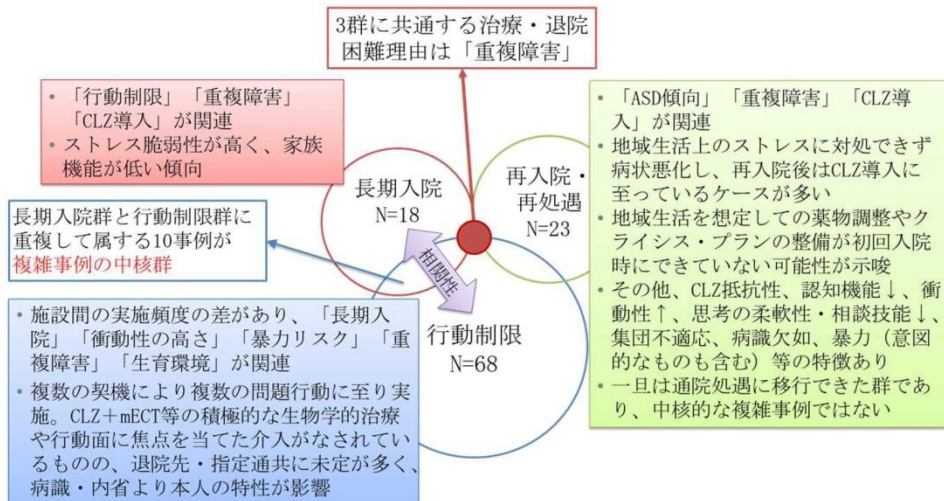 3群に共通する治療・退院
困難理由は「重複障害」
• 「行動制限」「重複障害」
「CLZ導入」が関連
• ストレス脆弱性が高く、家族
機能が低い傾向
長期入院
N=18
再入院・
再処遇
N=23
• 「ASD傾向」「重複障害」「CLZ導
入」が関連
• 地域生活上のストレスに対処できず
病状悪化し、再入院後はCLZ導入に
至っているケースが多い
• 地域生活を想定しての薬物調整やク
ライシス・プランの整備が初回入院
時にできていない可能性が示唆
• その他、CLZ抵抗性、認知機能↓、衝
動性↑、思考の柔軟性・相談技能↓、
集団不適応、病識欠如、暴力（意図
的なものも含む）等の特徴あり
• 一旦は通院処遇に移行できた群であ
り、中核的な複雑事例ではない
長期入院群と行動制限群に
重複して属する10事例が
複雑事例の中核群
相関性
行動制限
N=68
• 施設間の実施頻度の差があり、「長期入
院」「衝動性の高さ」「暴力リスク」「重
複障害」「生育環境」が関連
• 複数の契機により複数の問題行動に至り実
施。CLZ＋mECT等の積極的な生物学的治療
や行動面に焦点を当てた介入がなされてい
るものの、退院先・指定通共に未定が多く、
病識・内省より本人の特性が影響